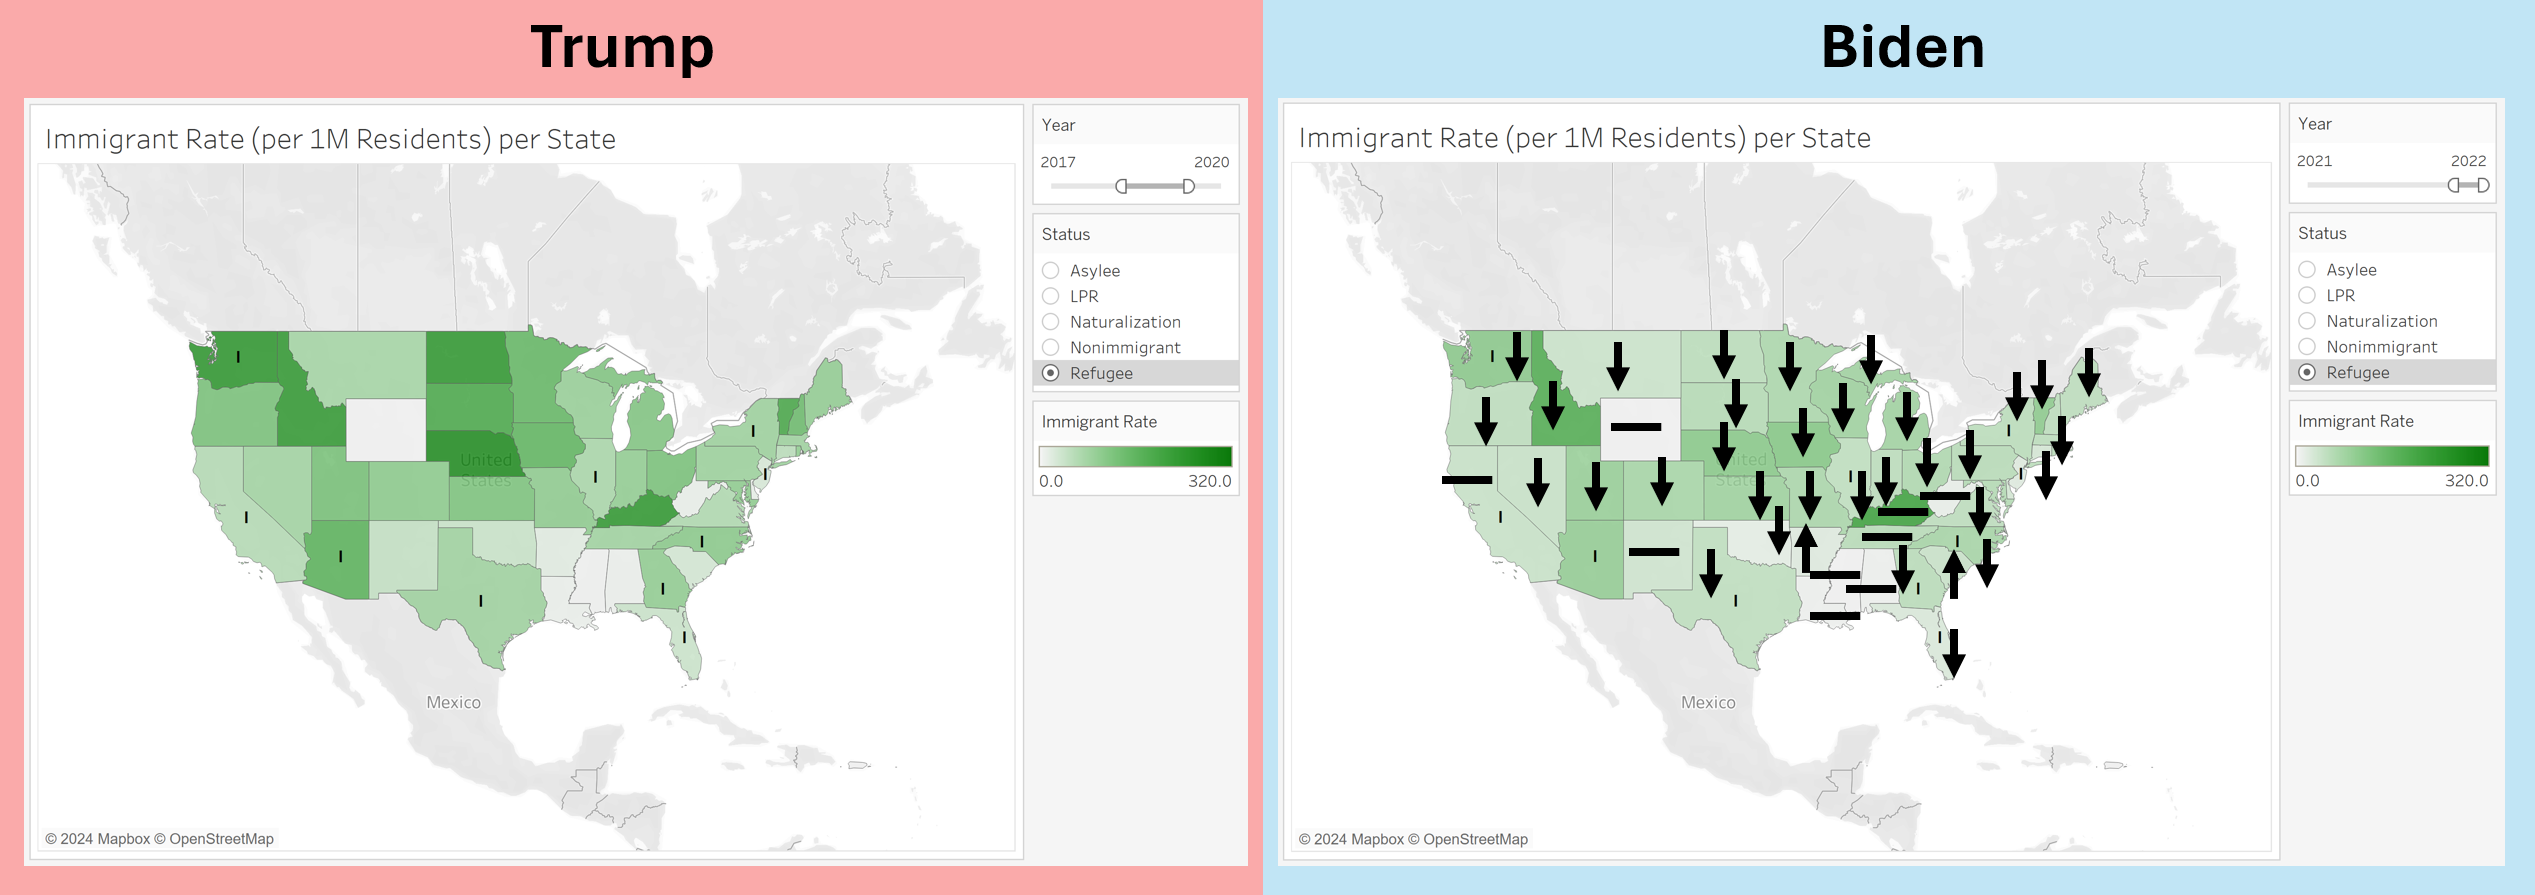 Trump
Immigrant Rate (per 1M Residents) per State
United
States
Mexico
© 2024 Mapbox © OpenStreetMap
Year
2017 2020
Status
Asylee
LPR
Naturalization
Nonimmigrant
Refugee
Immigrant Rate
0.0 320.0
Biden
Immigrant Rate (per 1M Residents) per State
United
States
Mexico
© 2024 Mapbox © OpenStreetMap
Year
2021 2022
Status
Asylee
LPR
Naturalization
Nonimmigrant
Refugee
Immigrant Rate
0.0 320.0